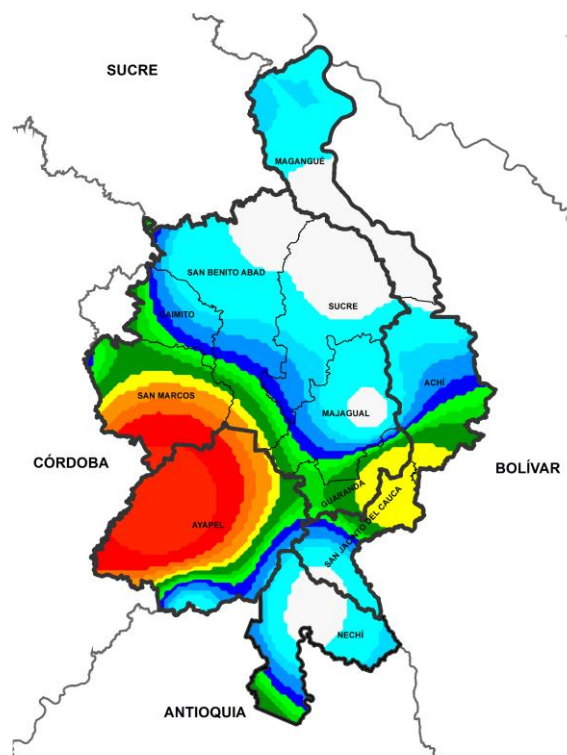 SUCRE
MAGANGUÉ
SAN BENITO ABAD
SUCRE
CAIMITO
ACHÍ
SAN MARCOS
MAJAGUAL
CÓRDOBA
BOLÍVAR
GUARANDA
SAN JACINTO DEL CAUCA
AYAPEL
NECHÍ
ANTIOQUIA